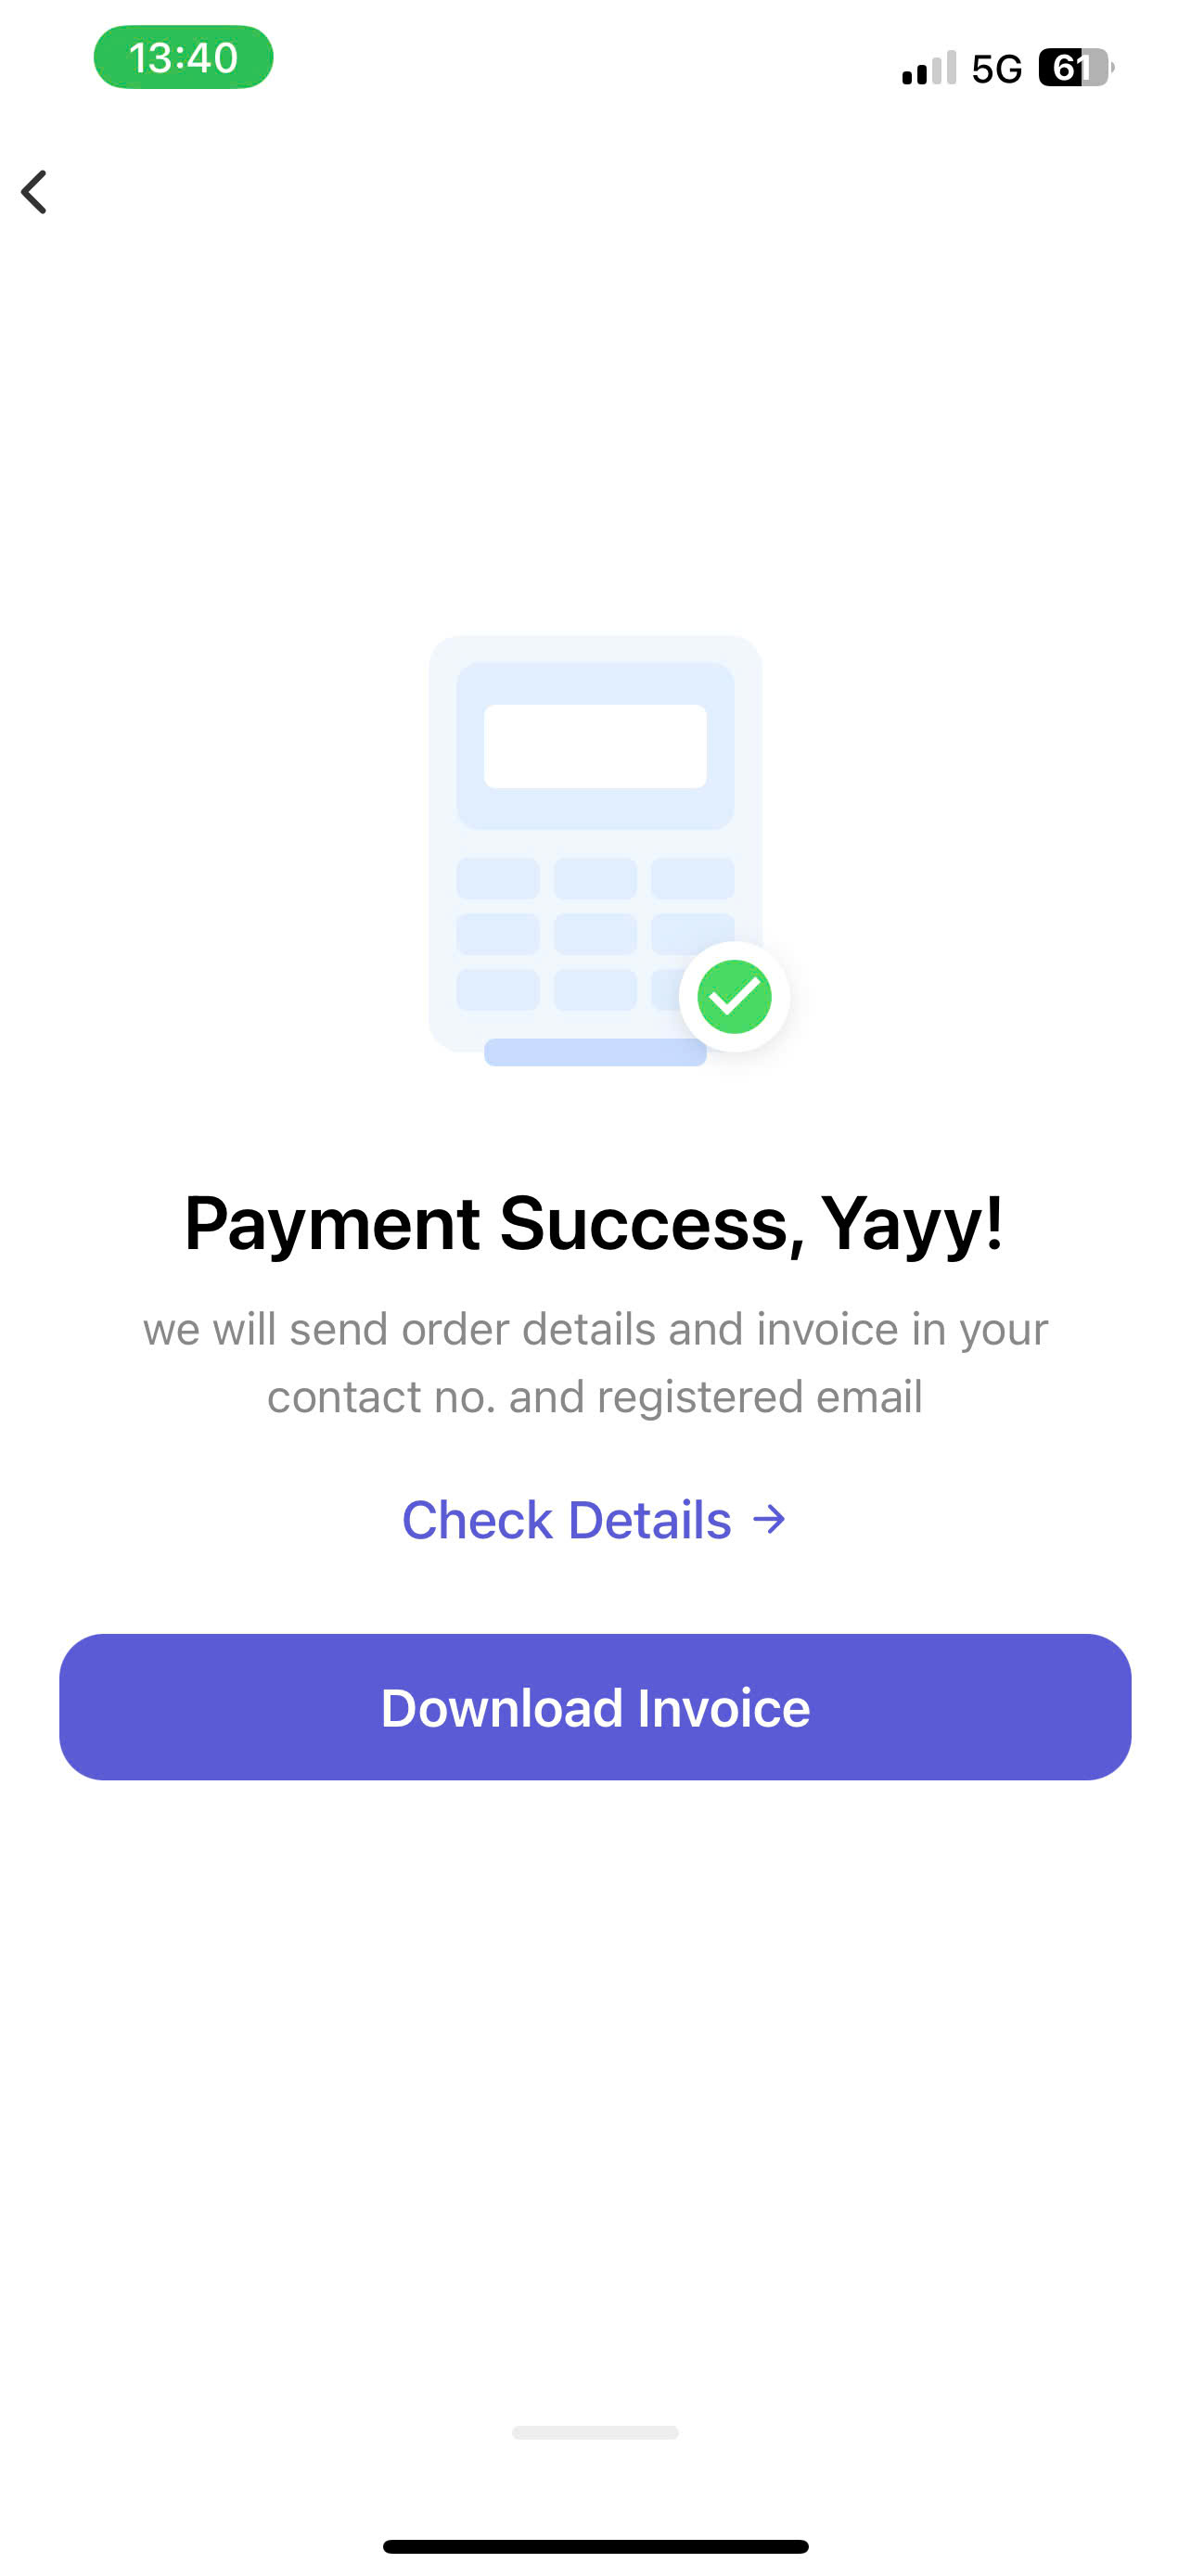 13:40
5G
61
Payment Success, Yayy!
we will send order details and invoice in your
contact no. and registered email
Check Details →
Download Invoice